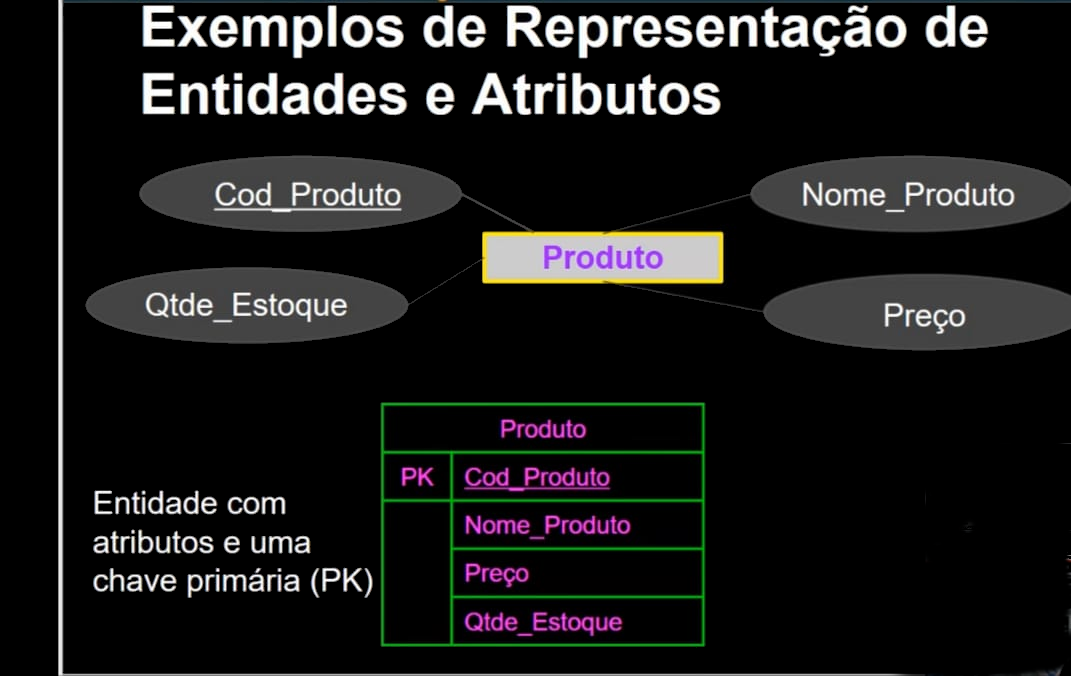 Exemplos de Representação de
Entidades e Atributos
Cod_Produto
Nome_Produto
Produto
Qtde_Estoque
Preço
Produto
PK Cod_Produto
Nome_Produto
Preço
Qtde_Estoque
Entidade com
atributos e uma
chave primária (PK)